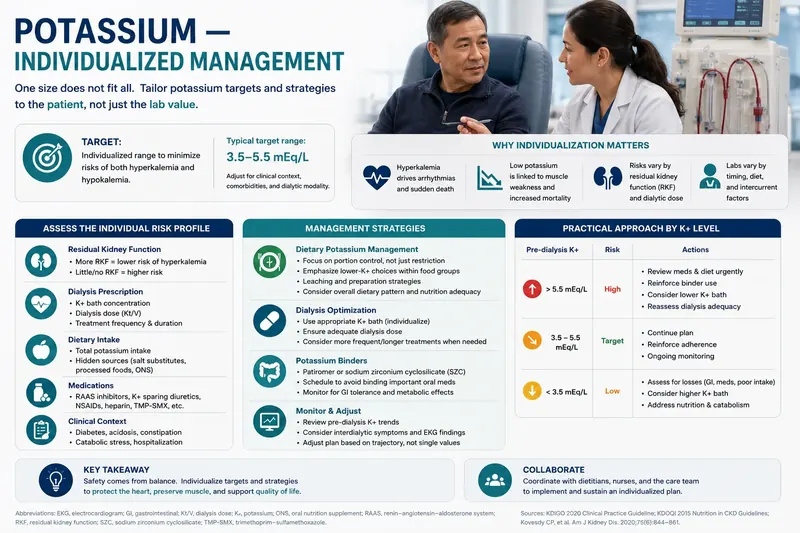 POTASSIUM —
INDIVIDUALIZED MANAGEMENT
One size does not fit all. Tailor potassium targets and strategies
to the patient, not just the lab value.
TARGET:
Individualized range to minimize
risks of both hyperkalemia and
hypokalemia.
Typical target range:
3.5–5.5 mEq/L
Adjust for clinical context,
comorbidities, and dialytic modality.
WHY INDIVIDUALIZATION MATTERS
Hyperkalemia
drives arrhythmias
and sudden death
Low potassium
is linked to muscle
weakness and
increased mortality
Risks vary by
residual kidney
function (RKF)
and dialytic dose
Labs vary by
timing, diet, and
intercurrent
factors
ASSESS THE INDIVIDUAL RISK PROFILE
Residual Kidney Function
• More RKF = lower risk of hyperkalemia
• Little/no RKF = higher risk
Dialysis Prescription
• K+ bath concentration
• Dialysis dose (Kt/V)
• Treatment frequency & duration
Dietary Intake
• Total potassium intake
• Hidden sources (salt substitutes,
processed foods, ONS)
Medications
• RAAS inhibitors, K+ sparing diuretics,
NSAIDs, heparin, TMP-SMX, etc.
Clinical Context
• Diabetes, acidosis, constipation
• Catabolic stress, hospitalization
MANAGEMENT STRATEGIES
Dietary Potassium Management
• Focus on portion control, not just restriction
• Emphasize lower-K+ choices within food groups
• Leaching and preparation strategies
• Consider overall dietary pattern and nutrition adequacy
Dialysis Optimization
• Use appropriate K+ bath (individualize)
• Ensure adequate dialysis dose
• Consider more frequent/longer treatments when needed
Potassium Binders
• Patiromer or sodium zirconium cyclosilicate (SZC)
• Schedule to avoid binding important oral meds
• Monitor for GI tolerance and metabolic effects
Monitor & Adjust
• Review pre-dialysis K+ trends
• Consider interdialytic symptoms and EKG findings
• Adjust plan based on trajectory, not single values
PRACTICAL APPROACH BY K+ LEVEL
Pre-dialysis K+ Risk Actions
> 5.5 mEq/L High
• Review meds & diet urgently
• Reinforce binder use
• Consider lower K+ bath
• Reassess dialysis adequacy
3.5 – 5.5
mEq/L
Target
• Continue plan
• Reinforce adherence
• Ongoing monitoring
< 3.5 mEq/L Low
• Assess for losses (GI, meds, poor intake)
• Consider higher K+ bath
• Address nutrition & catabolism
KEY TAKEAWAY
Safety comes from balance. Individualize targets and strategies
to protect the heart, preserve muscle, and support quality of life.
COLLABORATE
Coordinate with dietitians, nurses, and the care team
to implement and sustain an individualized plan.
Abbreviations: EKG, electrocardiogram; GI, gastrointestinal; Kt/V, dialysis dose; K+, potassium; ONS, oral nutrition supplement; RAAS, renin–angiotensin–aldosterone system;
RKF, residual kidney function; SZC, sodium zirconium cyclosilicate; TMP-SMX, trimethoprim–sulfamethoxazole.
Sources: KDIGO 2020 Clinical Practice Guideline; KDOQI 2015 Nutrition in CKD Guidelines;
Kovesdy CP, et al. Am J Kidney Dis. 2020;75(6):844–861.